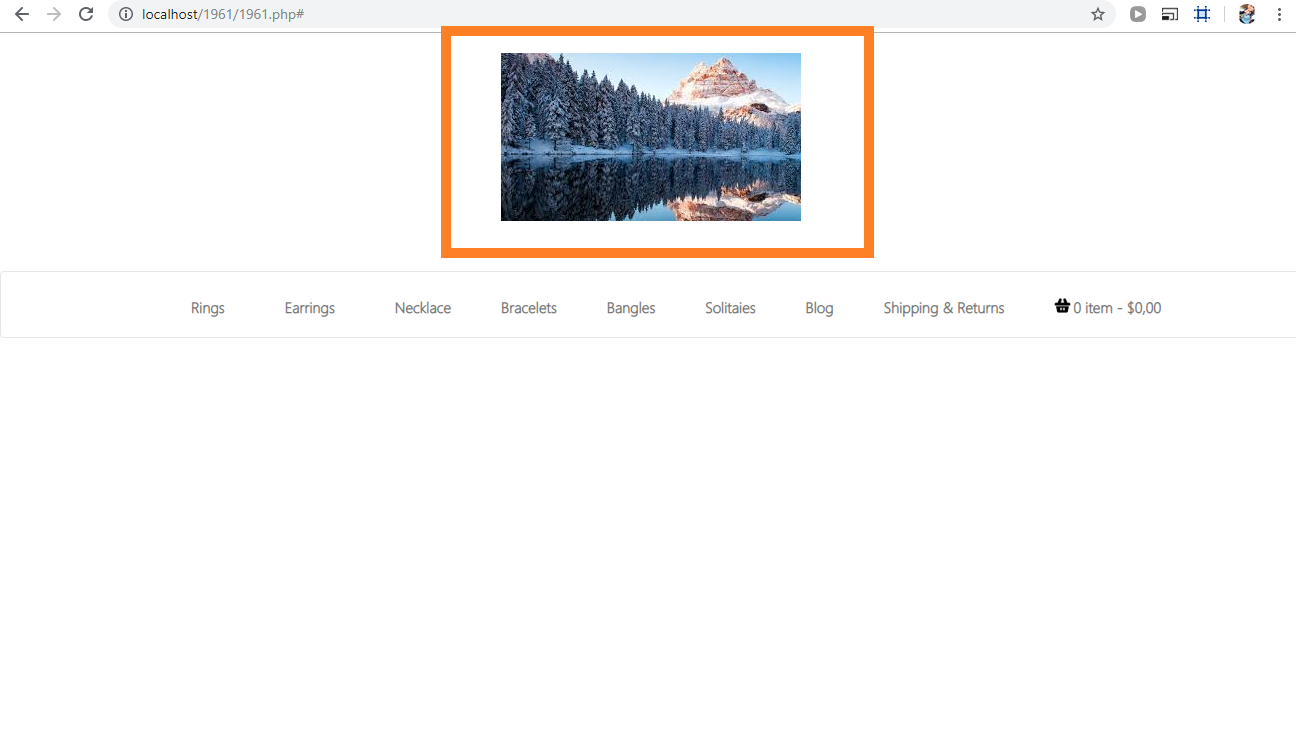 localhost/1961/1961.php#
Rings Earrings Necklace Bracelets Bangles Solitaies Blog Shipping & Returns 0 item - $0,00